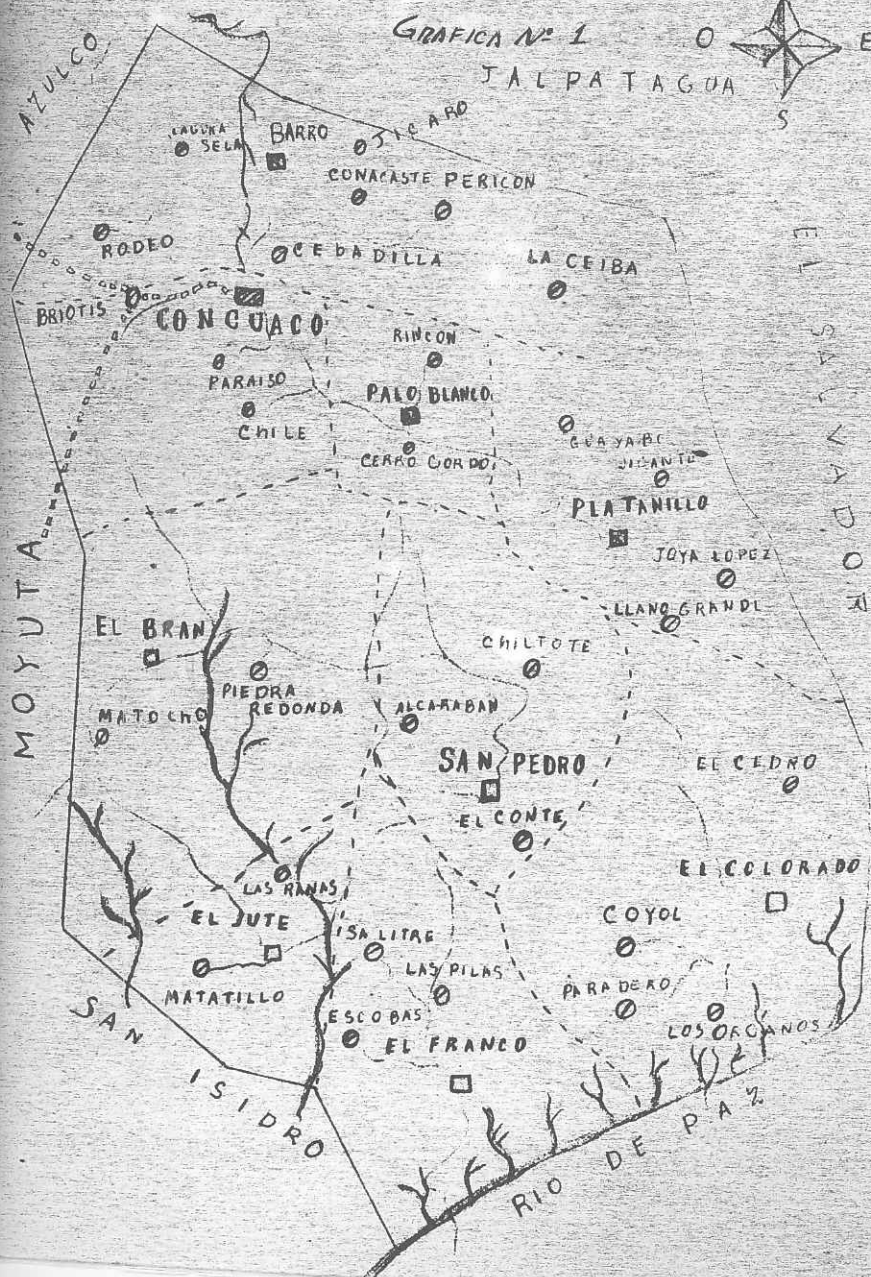 GRAFICA Nº 1
O
E
S
JALPATAGUA
AZULCO
LAGUNA
SELA
BARRO
JICARO
CONACASTE
PERICON
RODEO
CEBADILLA
LA CEIBA
EL SALVADOR
BRIOTIS
CONGUACO
RINCON
PARAISO
PALO BLANCO
CHILE
CERRO GORDO
PLATANILLO
JOYA LOPEZ
LLANO GRANDE
MOYUTA
EL BRAN
CHILTOTE
PIEDRA
REDONDA
MATOCHO
ALCARABAN
SAN PEDRO
EL CEDRO
EL CONTE
EL COLORADO
LAS RANAS
EL JUTE
SALITRE
COYOL
LAS PILAS
MATATILLO
PARADERO
ESCOBAS
LOS ORGANOS
EL FRANCO
SAN ISIDRO
RIO DE PAZ